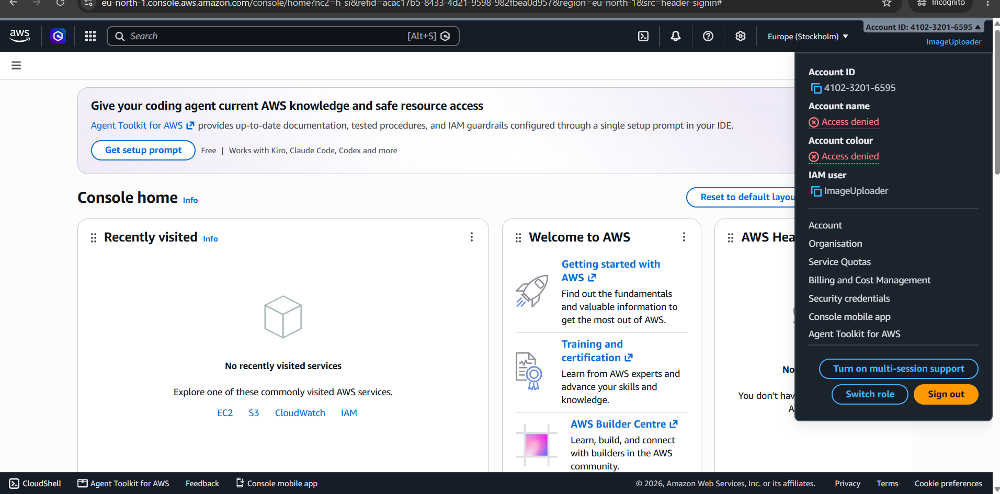 eu-north-1.console.aws.amazon.com/console/home?nc2=h_si&refid=acac17b5-8433-4d21-9598-982fbea0d957&region=eu-north-1&src=header-signin#
Incognito
aws
Search
[Alt+S]
Europe (Stockholm)
Account ID: 4102-3201-6595
ImageUploader
Give your coding agent current AWS knowledge and safe resource access
Agent Toolkit for AWS provides up-to-date documentation, tested procedures, and IAM guardrails configured through a single setup prompt in your IDE.
Get setup prompt
Free | Works with Kiro, Claude Code, Codex and more
Console home Info
Reset to default layou
Recently visited Info
No recently visited services
Explore one of these commonly visited AWS services.
EC2 S3 CloudWatch IAM
Welcome to AWS
Getting started with
AWS
Find out the fundamentals
and valuable information to
get the most out of AWS.
Training and
certification
Learn from AWS experts and
advance your skills and
knowledge.
AWS Builder Centre
Learn, build, and connect
with builders in the AWS
community.
AWS Hea
No
You don't hav
A
Account ID
4102-3201-6595
Account name
Access denied
Account colour
Access denied
IAM user
ImageUploader
Account
Organisation
Service Quotas
Billing and Cost Management
Security credentials
Console mobile app
Agent Toolkit for AWS
Turn on multi-session support
Switch role
Sign out
CloudShell
Agent Toolkit for AWS
Feedback
Console mobile app
© 2026, Amazon Web Services, Inc. or its affiliates.
Privacy
Terms
Cookie preferences